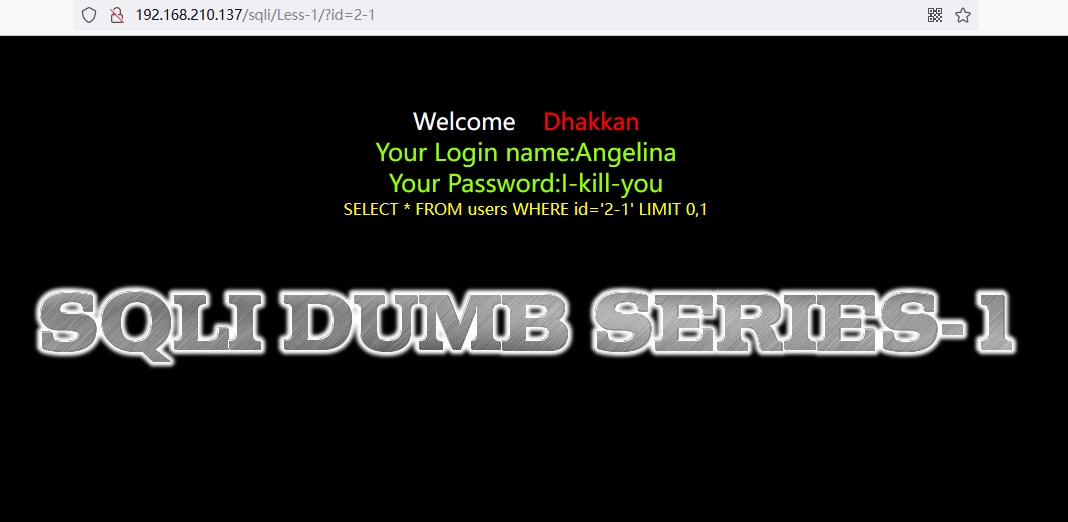 192.168.210.137/sqli/Less-1/?id=2-1
Welcome Dhakkan
Your Login name:Angelina
Your Password:I-kill-you
SELECT * FROM users WHERE id='2-1' LIMIT 0,1
SQLI DUMB SERIES-1